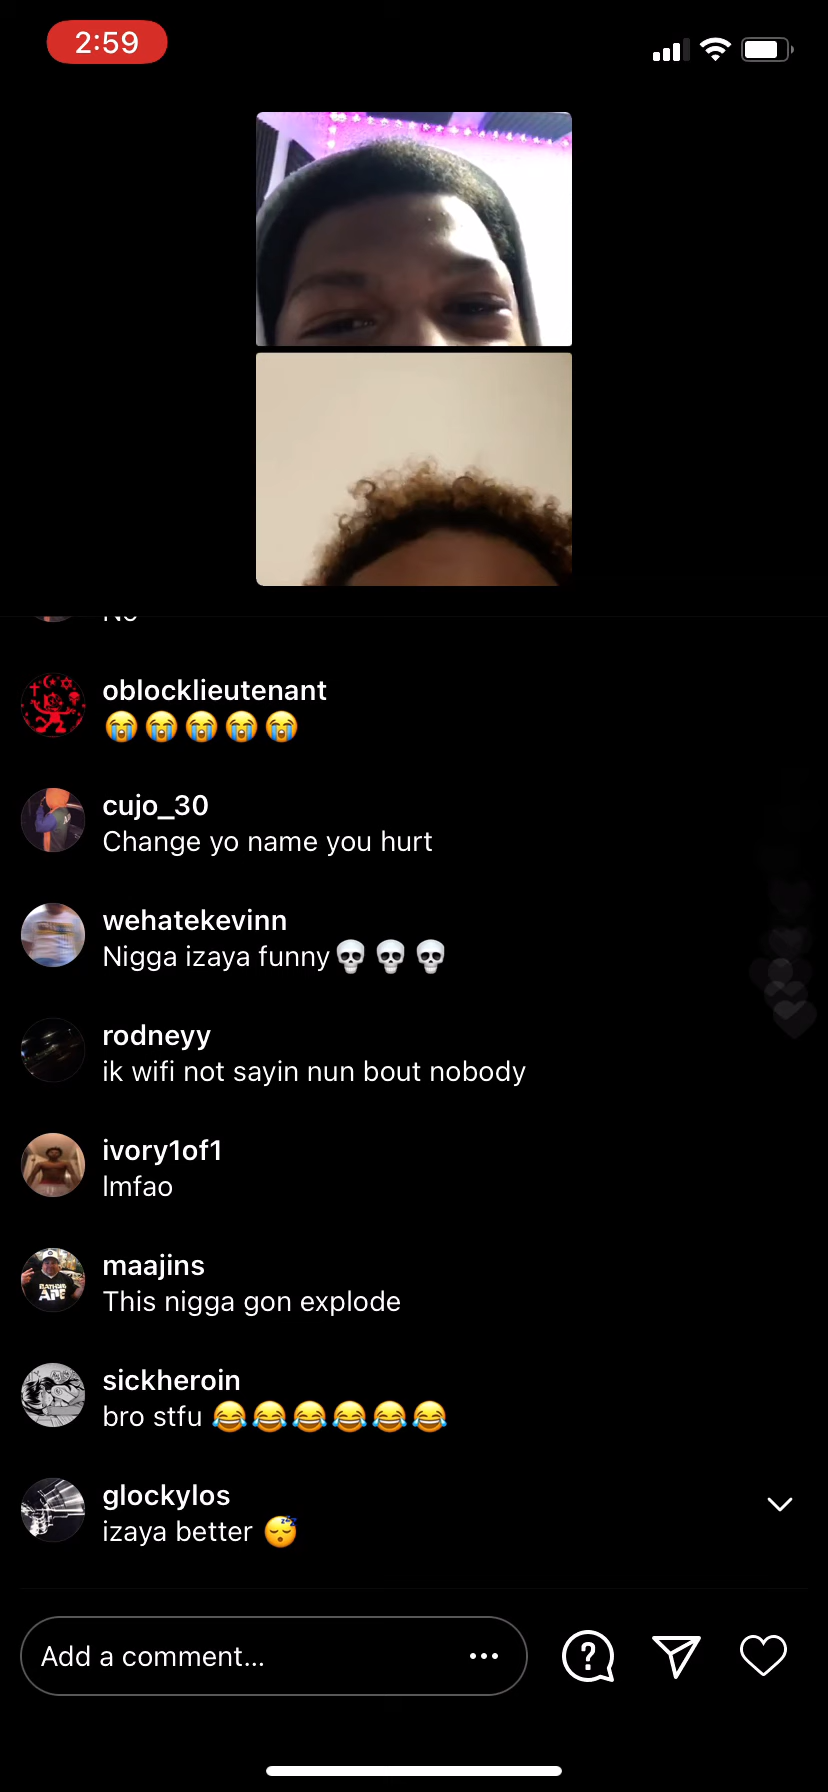 2:59
oblocklieutenant
😭😭😭😭😭
cujo_30
Change yo name you hurt
wehatekevinn
Nigga izaya funny💀💀💀
rodneyy
ik wifi not sayin nun bout nobody
ivory1of1
lmfao
maajins
This nigga gon explode
sickheroin
bro stfu 😂😂😂😂😂😂
glockylos
izaya better 😴
Add a comment...